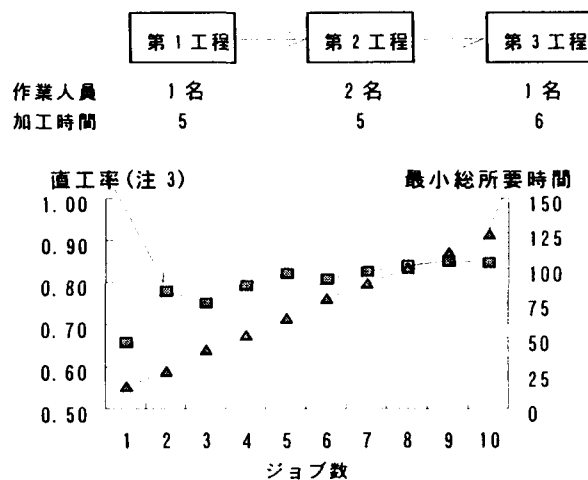 第1工程 第2工程 第3工程
作業人員 1名 2名 1名
加工時間 5 5 6
直工率(注3) 最小総所要時間
1.00 150
0.90 125
0.80 100
75
0.70 50
0.60 25
0.50 0
1 2 3 4 5 6 7 8 9 10
ジョブ数